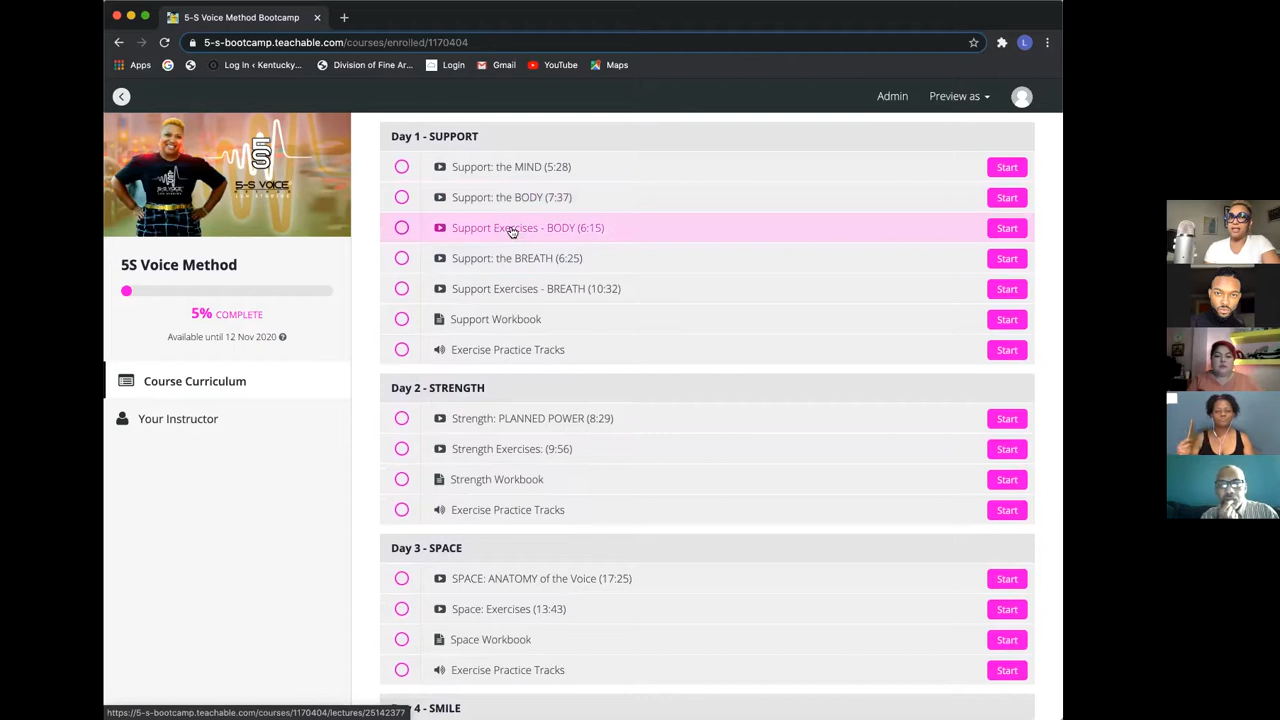 5-S Voice Method Bootcamp
5-s-bootcamp.teachable.com/courses/enrolled/1170404
L
Apps
Log In ‹ Kentucky...
Division of Fine Ar...
Login
Gmail
YouTube
Maps
Admin
Preview as
5S
5-S VOICE
METHOD
5S Voice Method
5% COMPLETE
Available until 12 Nov 2020
Course Curriculum
Your Instructor
Day 1 - SUPPORT
Support: the MIND (5:28) Start
Support: the BODY (7:37) Start
Support Exercises BODY (6:15) Start
Support: the BREATH (6:25) Start
Support Exercises - BREATH (10:32) Start
Support Workbook Start
Exercise Practice Tracks Start
Day 2 - STRENGTH
Strength: PLANNED POWER (8:29) Start
Strength Exercises: (9:56) Start
Strength Workbook Start
Exercise Practice Tracks Start
Day 3 - SPACE
SPACE: ANATOMY of the Voice (17:25) Start
Space: Exercises (13:43) Start
Space Workbook Start
Exercise Practice Tracks Start
4 - SMILE
https://5-s-bootcamp.teachable.com/courses/1170404/lectures/25142377